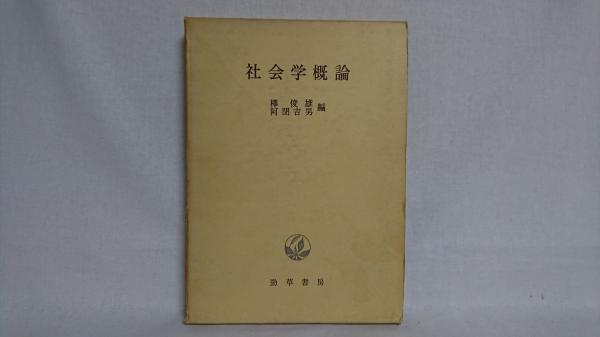 社会学概論
樺俊雄
阿閉吉男 編
勁草書房